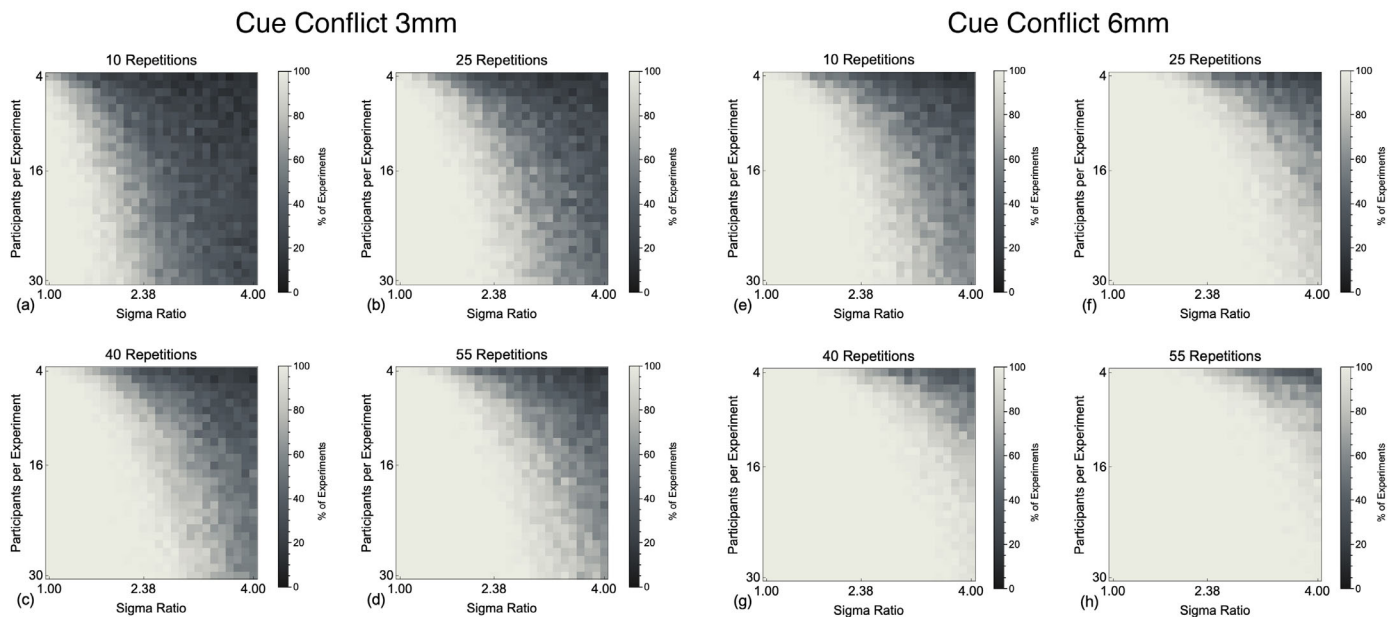 Cue Conflict 3mm
Cue Conflict 6mm
10 Repetitions
4
16
30
Participants per Experiment
1.00
2.38
4.00
Sigma Ratio
(a)
100
80
60
40
20
0
% of Experiments
25 Repetitions
4
16
30
Participants per Experiment
1.00
2.38
4.00
Sigma Ratio
(b)
100
80
60
40
20
0
% of Experiments
10 Repetitions
4
16
30
Participants per Experiment
1.00
2.38
4.00
Sigma Ratio
(e)
100
80
60
40
20
0
% of Experiments
25 Repetitions
4
16
30
Participants per Experiment
1.00
2.38
4.00
Sigma Ratio
(f)
100
80
60
40
20
0
% of Experiments
40 Repetitions
4
16
30
Participants per Experiment
1.00
2.38
4.00
Sigma Ratio
(c)
100
80
60
40
20
0
% of Experiments
55 Repetitions
4
16
30
Participants per Experiment
1.00
2.38
4.00
Sigma Ratio
(d)
100
80
60
40
20
0
% of Experiments
40 Repetitions
4
16
30
Participants per Experiment
1.00
2.38
4.00
Sigma Ratio
(g)
100
80
60
40
20
0
% of Experiments
55 Repetitions
4
16
30
Participants per Experiment
1.00
2.38
4.00
Sigma Ratio
(h)
100
80
60
40
20
0
% of Experiments